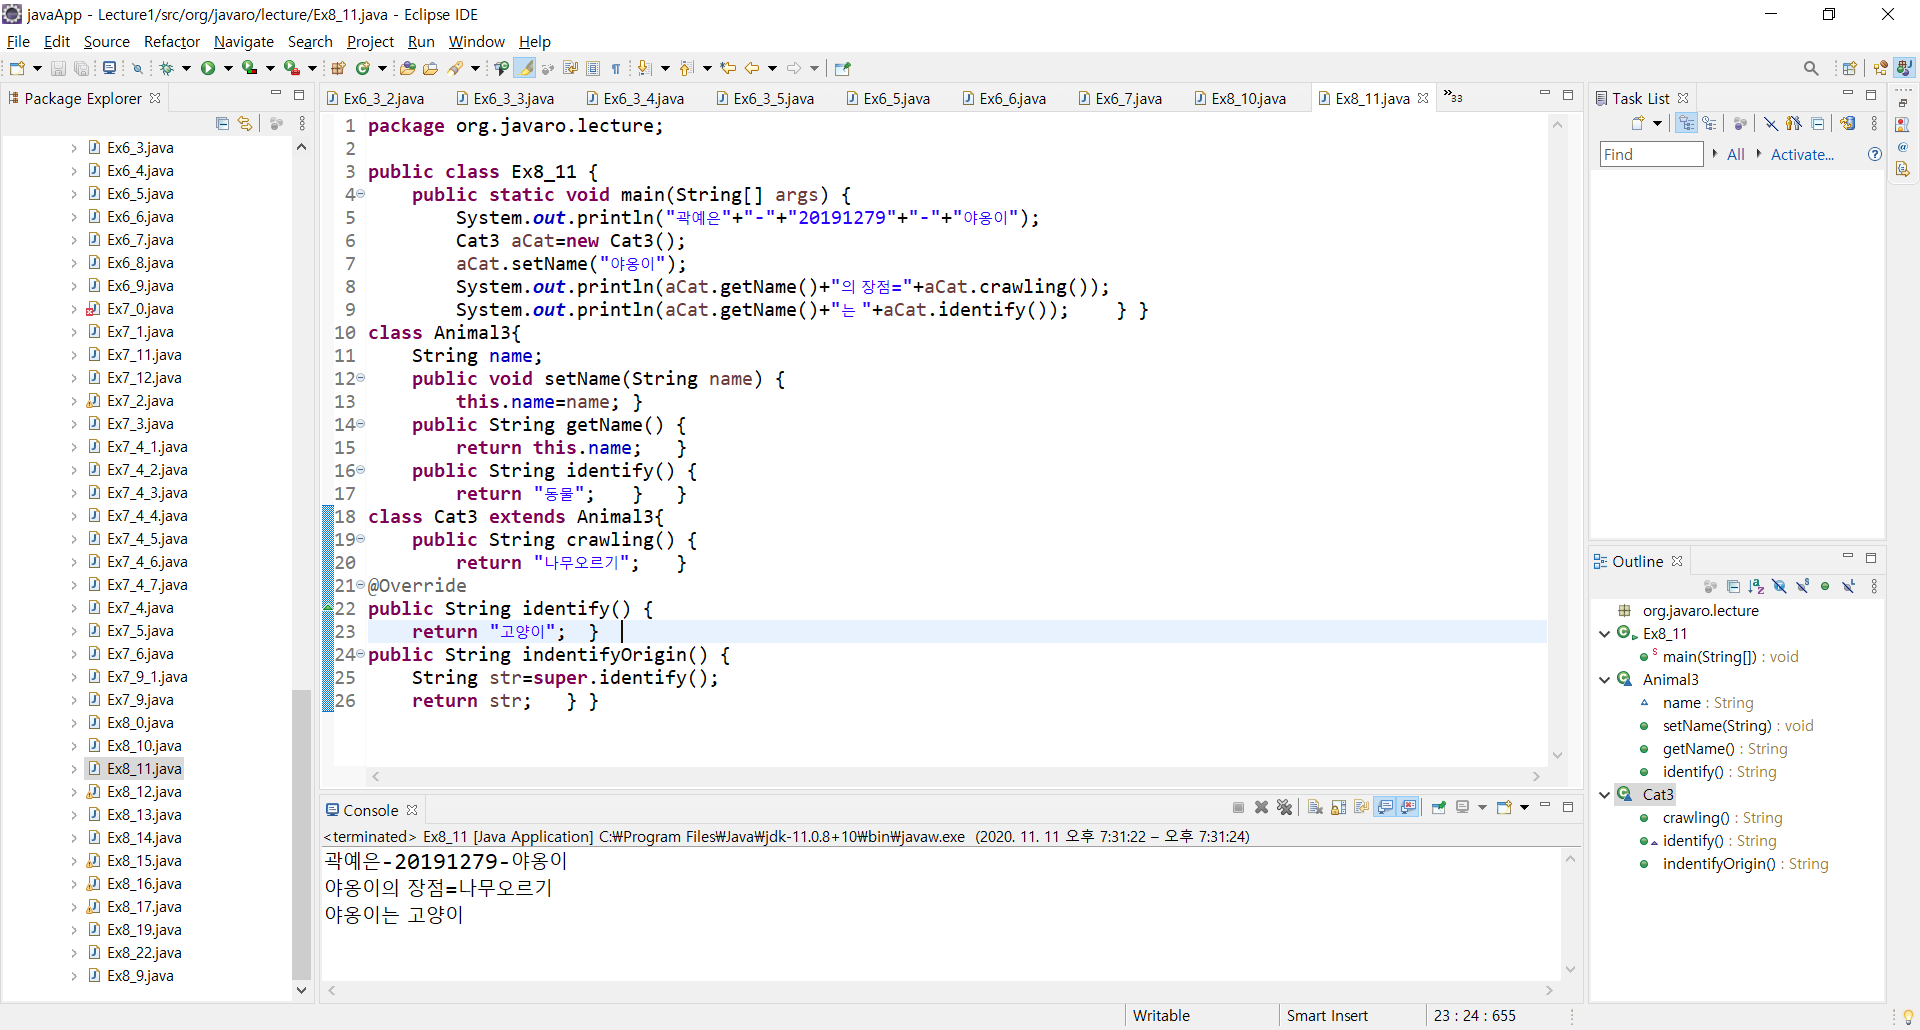 javaApp - Lecture1/src/org/javaro/lecture/Ex8_11.java - Eclipse IDE
File Edit Source Refactor Navigate Search Project Run Window Help
Package Explorer
Ex6_3.java
Ex6_4.java
Ex6_5.java
Ex6_6.java
Ex6_7.java
Ex6_8.java
Ex6_9.java
Ex7_0.java
Ex7_1.java
Ex7_11.java
Ex7_12.java
Ex7_2.java
Ex7_3.java
Ex7_4_1.java
Ex7_4_2.java
Ex7_4_3.java
Ex7_4_4.java
Ex7_4_5.java
Ex7_4_6.java
Ex7_4_7.java
Ex7_4.java
Ex7_5.java
Ex7_6.java
Ex7_9_1.java
Ex7_9.java
Ex8_0.java
Ex8_10.java
Ex8_11.java
Ex8_12.java
Ex8_13.java
Ex8_14.java
Ex8_15.java
Ex8_16.java
Ex8_17.java
Ex8_19.java
Ex8_22.java
Ex8_9.java
Ex6_3_2.java Ex6_3_3.java Ex6_3_4.java Ex6_3_5.java Ex6_5.java Ex6_6.java Ex6_7.java Ex8_10.java Ex8_11.java »33
1 package org.javaro.lecture;
2
3 public class Ex8_11 {
4 public static void main(String[] args) {
5 System.out.println("곽예은"+"-"+"20191279"+"-"+"야옹이");
6 Cat3 aCat=new Cat3();
7 aCat.setName("야옹이");
8 System.out.println(aCat.getName()+"의 장점="+aCat.crawling());
9 System.out.println(aCat.getName()+"는 "+aCat.identify()); } }
10 class Animal3{
11 String name;
12 public void setName(String name) {
13 this.name=name; }
14 public String getName() {
15 return this.name; }
16 public String identify() {
17 return "동물"; } }
18 class Cat3 extends Animal3{
19 public String crawling() {
20 return "나무오르기"; }
21 @Override
22 public String identify() {
23 return "고양이"; }
24 public String indentifyOrigin() {
25 String str=super.identify();
26 return str; } }
Console
<terminated> Ex8_11 [Java Application] C:₩Program Files₩Java₩jdk-11.0.8+10₩bin₩javaw.exe (2020. 11. 11 오후 7:31:22 – 오후 7:31:24)
곽예은-20191279-야옹이
야옹이의 장점=나무오르기
야옹이는 고양이
Task List
Find All Activate...
Outline
org.javaro.lecture
Ex8_11
main(String[]) : void
Animal3
name : String
setName(String) : void
getName() : String
identify() : String
Cat3
crawling() : String
identify() : String
indentifyOrigin() : String
Writable Smart Insert 23 : 24 : 655